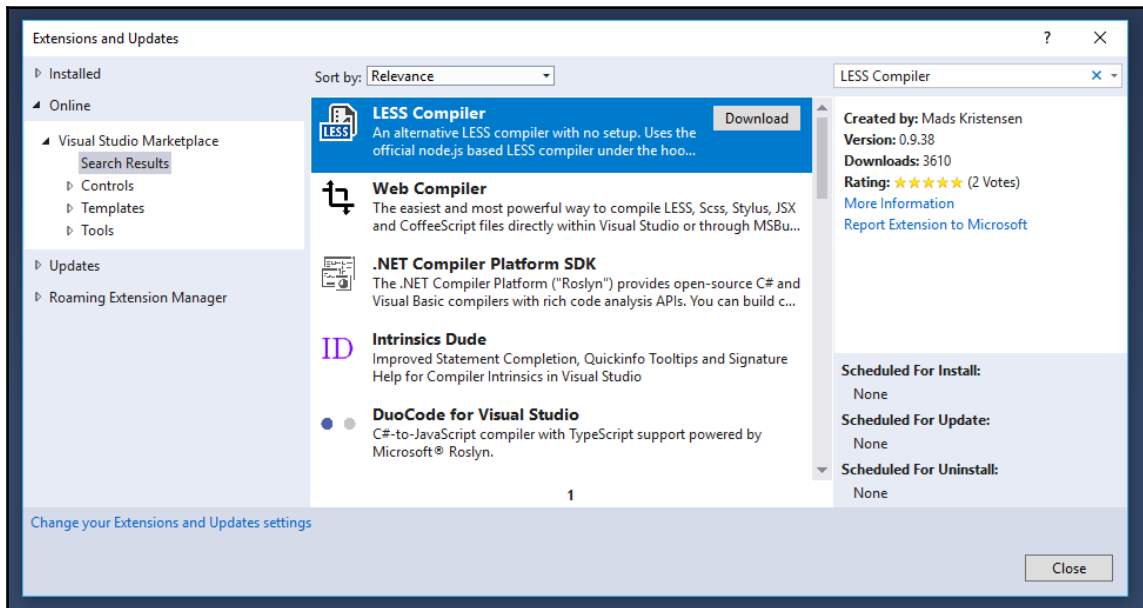 Extensions and Updates
?
Installed
Online
Visual Studio Marketplace
Search Results
Controls
Templates
Tools
Updates
Roaming Extension Manager
Sort by: Relevance
LESS
LESS Compiler
Download
An alternative LESS compiler with no setup. Uses the
official node.js based LESS compiler under the hoo...
Web Compiler
The easiest and most powerful way to compile LESS, Scss, Stylus, JSX
and CoffeeScript files directly within Visual Studio or through MSBu...
.NET Compiler Platform SDK
The .NET Compiler Platform ("Roslyn") provides open-source C# and
Visual Basic compilers with rich code analysis APIs. You can build c...
ID
Intrinsics Dude
Improved Statement Completion, Quickinfo Tooltips and Signature
Help for Compiler Intrinsics in Visual Studio
DuoCode for Visual Studio
C#-to-JavaScript compiler with TypeScript support powered by
Microsoft® Roslyn.
1
LESS Compiler
Created by: Mads Kristensen
Version: 0.9.38
Downloads: 3610
Rating: ★★★★★ (2 Votes)
More Information
Report Extension to Microsoft
Scheduled For Install:
None
Scheduled For Update:
None
Scheduled For Uninstall:
None
Change your Extensions and Updates settings
Close